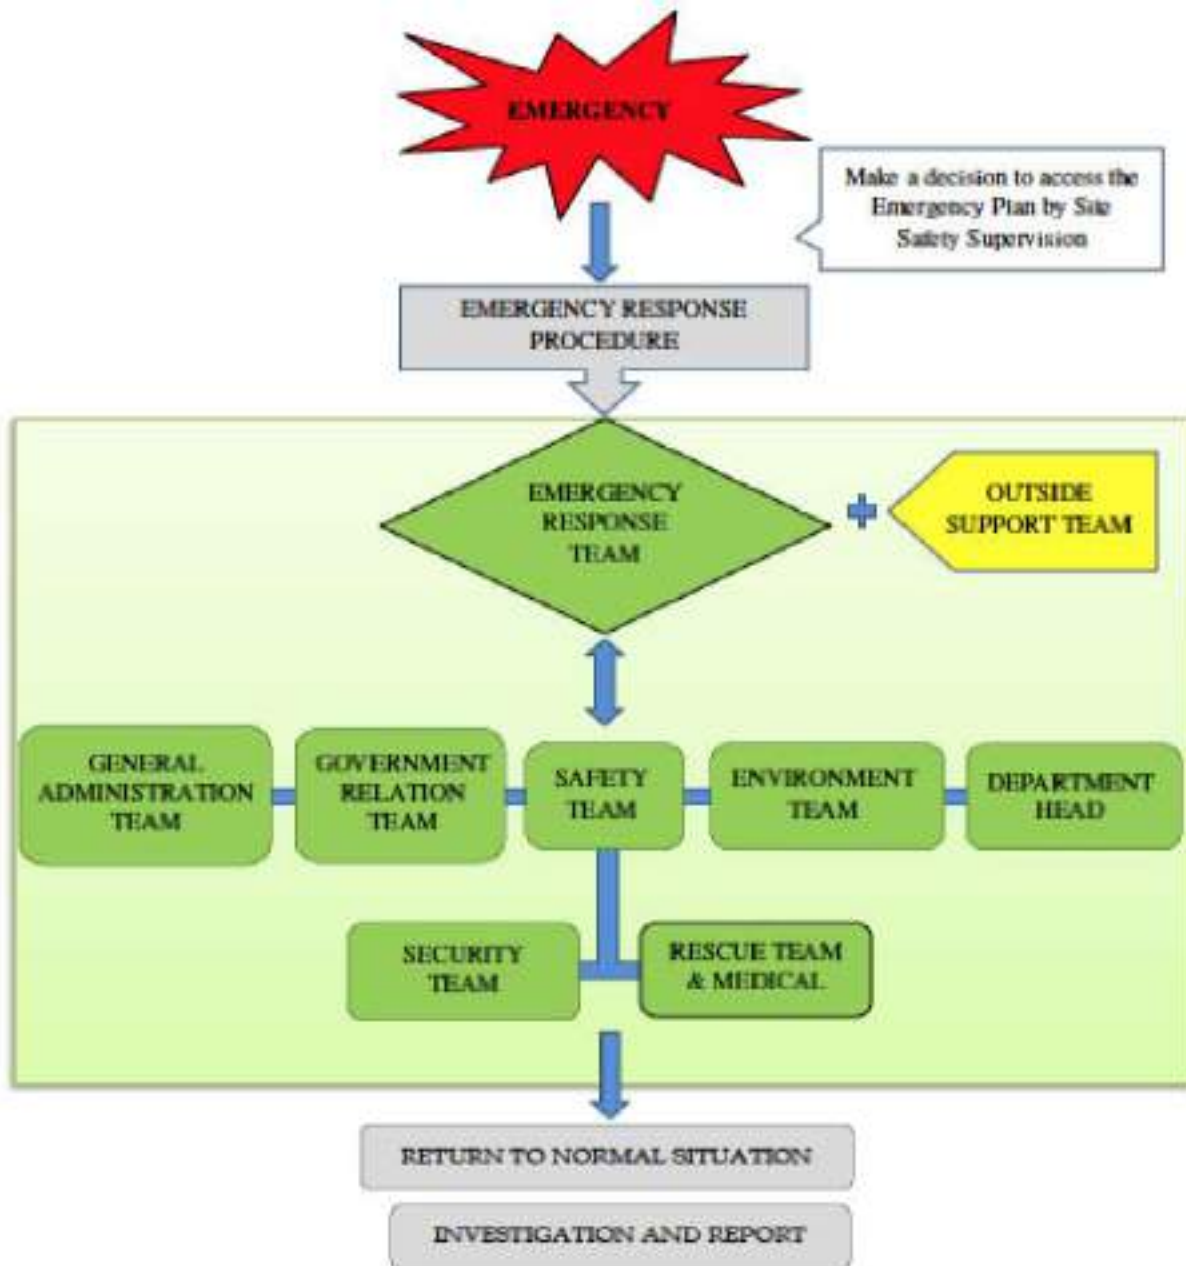 EMERGENCY
Make a decision to access the
Emergency Plan by Site
Safety Supervision
EMERGENCY RESPONSE
PROCEDURE
EMERGENCY
RESPONSE
TEAM
OUTSIDE
SUPPORT TEAM
GENERAL
ADMINISTRATION
TEAM
GOVERNMENT
RELATION
TEAM
SAFETY
TEAM
ENVIRONMENT
TEAM
DEPARTMENT
HEAD
SECURITY
TEAM
RESCUE TEAM
& MEDICAL
RETURN TO NORMAL SITUATION
INVESTIGATION AND REPORT